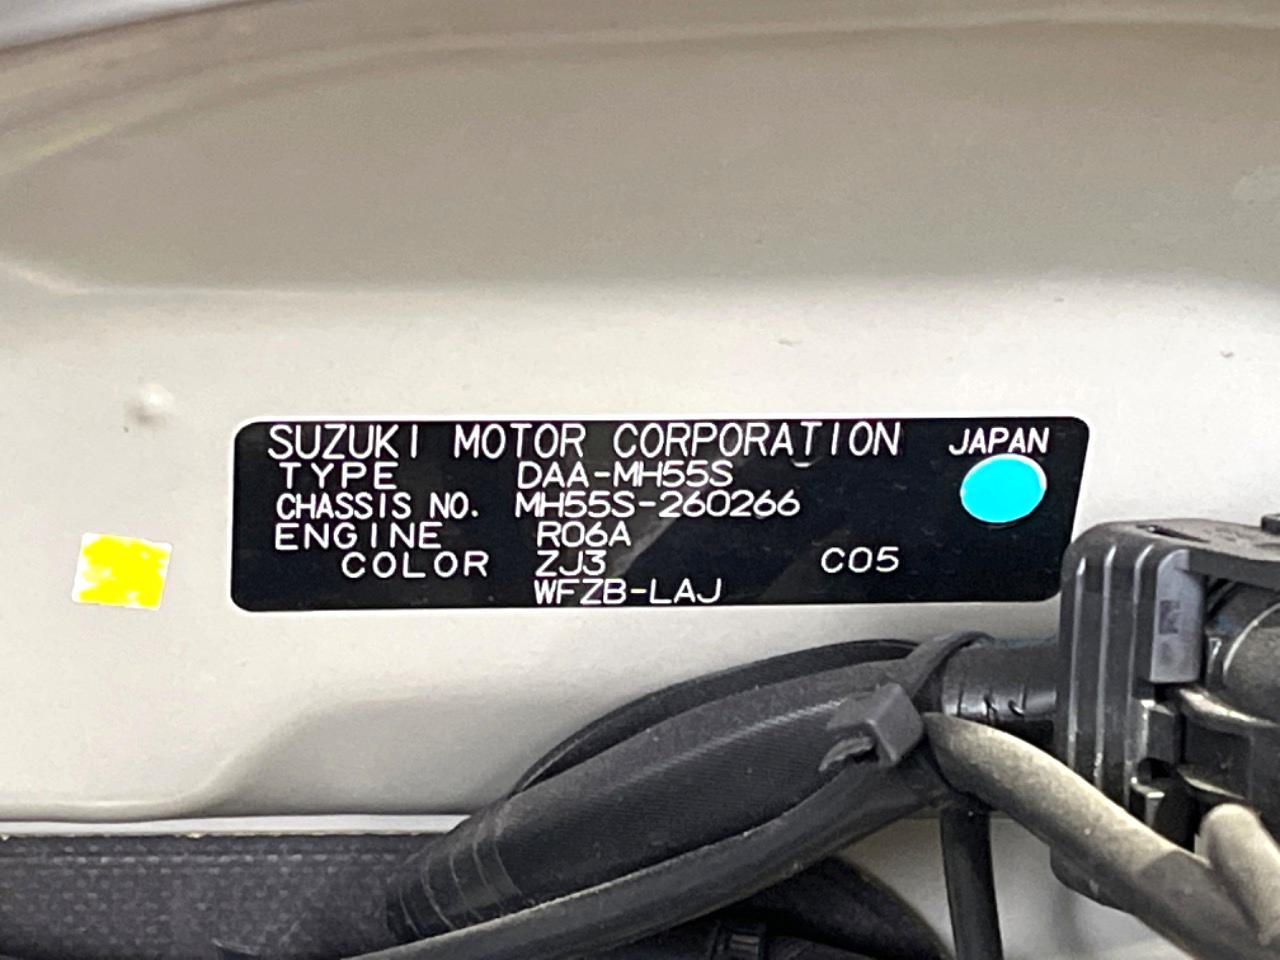 SUZUKI MOTOR CORPORATION JAPAN
TYPE DAA-MH55S
CHASSIS NO. MH55S-260266
ENGINE R06A
COLOR ZJ3 C05
WFZB-LAJ